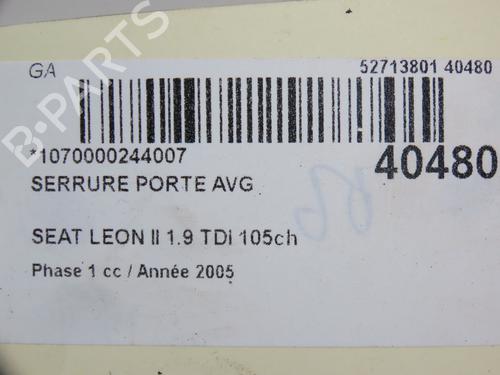 GA
52713801 40480
*1070000244007
40480
SERRURE PORTE AVG
SEAT LEON II 1.9 TDi 105ch
Phase 1 cc / Année 2005
B-PARTS